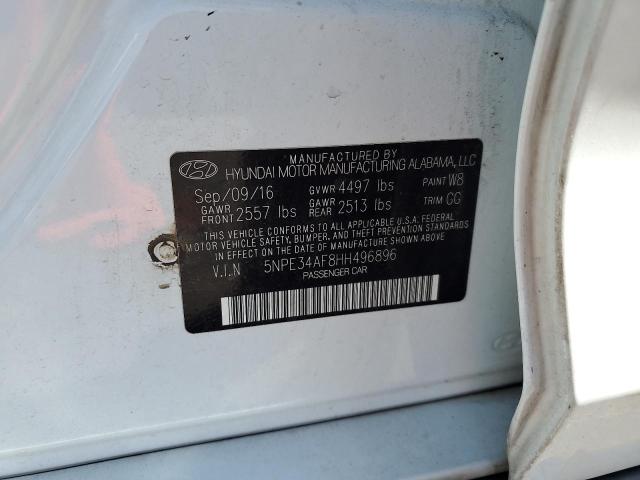 MANUFACTURED BY
HYUNDAI MOTOR MANUFACTURING ALABAMA, LLC
Sep/09/16 GVWR 4497 lbs PAINT W8
GAWR FRONT 2557 lbs GAWR REAR 2513 lbs TRIM CG
THIS VEHICLE CONFORMS TO ALL APPLICABLE U.S.A. FEDERAL
MOTOR VEHICLE SAFETY, BUMPER, AND THEFT PREVENTION STANDARDS
IN EFFECT ON THE DATE OF MANUFACTURE SHOWN ABOVE.
V.I.N 5NPE34AF8HH496896
PASSENGER CAR